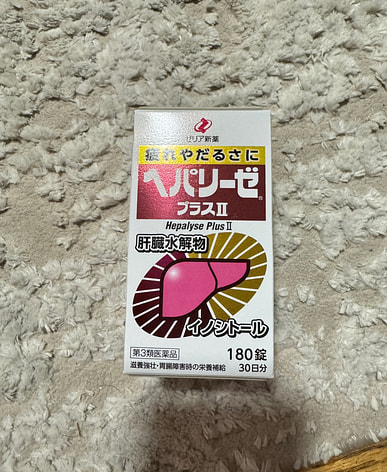 ゼリア新薬
疲れやだるさに
ヘパリーゼ®
プラスⅡ
Hepalyse PlusⅡ
肝臓水解物
イノシトール
第3類医薬品
180錠
滋養強壮・胃腸障害時の栄養補給
30日分